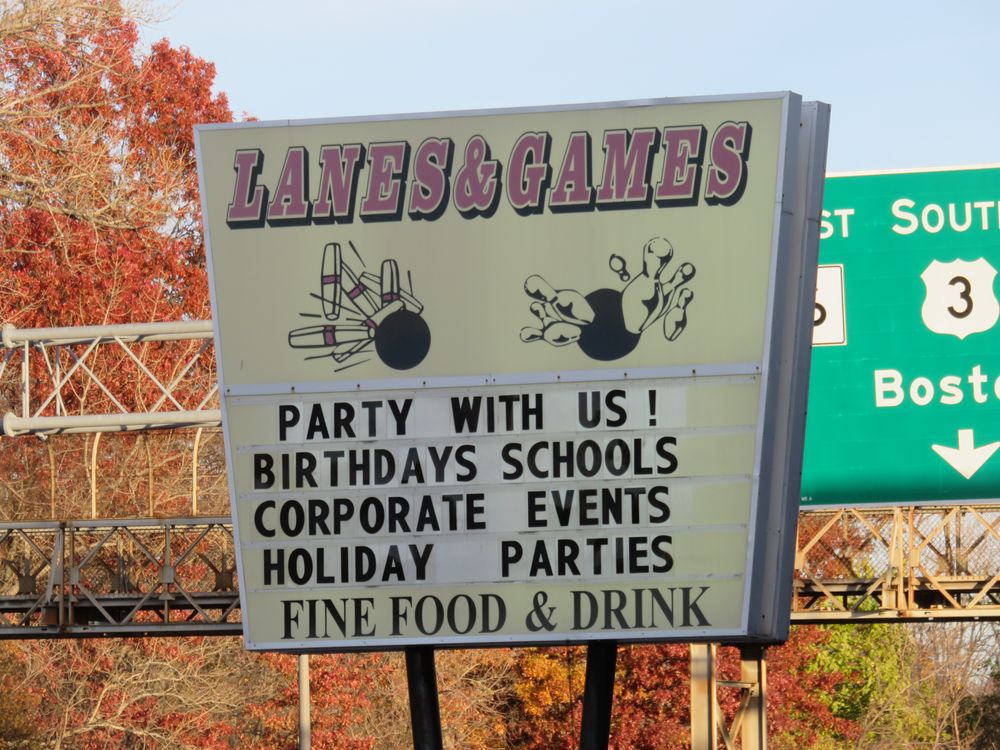 LANES & GAMES
PARTY WITH US !
BIRTHDAYS SCHOOLS
CORPORATE EVENTS
HOLIDAY PARTIES
FINE FOOD & DRINK
3